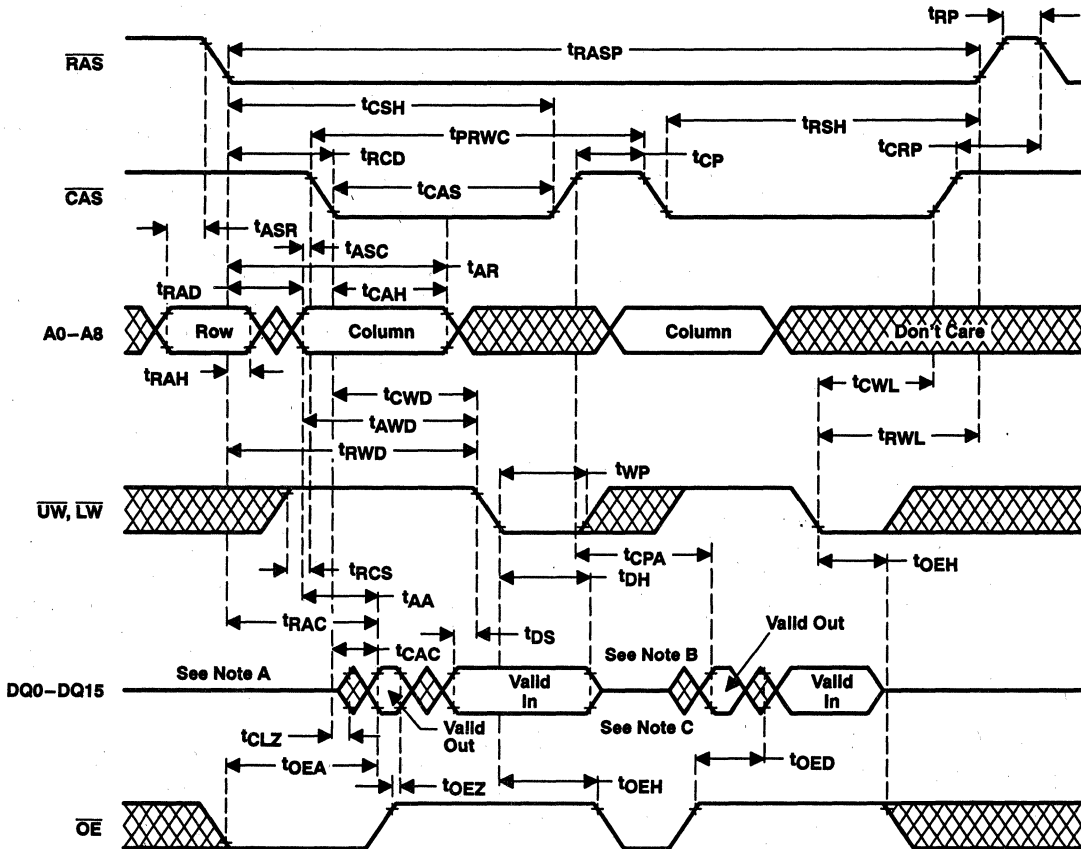 tRP
RAS
tRASP
tCSH
tPRWC
tRSH
tRCD
tCP
tCRP
CAS
tCAS
tASR
tASC
tAR
tRAD
tCAH
A0–A8
Row
Column
Column
Don't Care
tRAH
tCWD
tCWL
tAWD
tRWD
tRWL
tWP
UW, LW
tCPA
tOEH
tRCS
tDH
tAA
tRAC
tDS
Valid Out
tCAC
See Note A
See Note B
DQ0–DQ15
Valid
In
Valid
In
See Note C
Valid
Out
tCLZ
tOEA
tOEZ
tOEH
tOED
OE